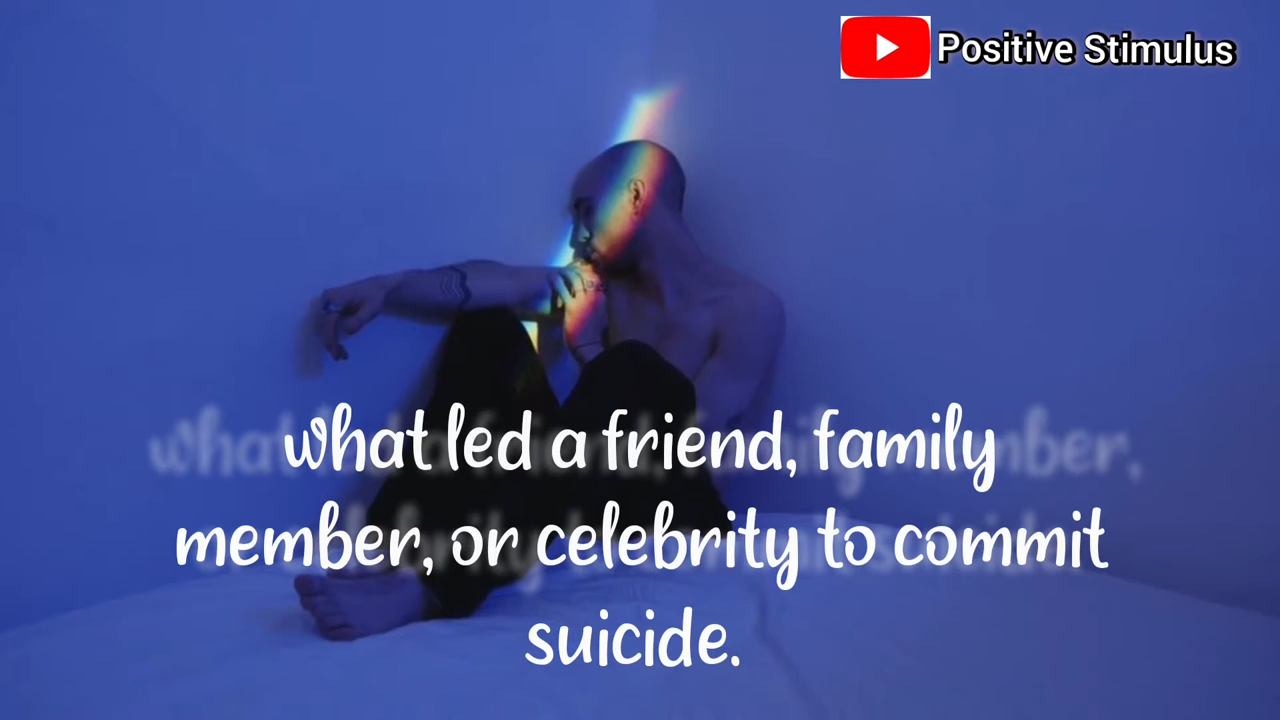 Positive Stimulus
what led a friend, family
member, or celebrity to commit
suicide.